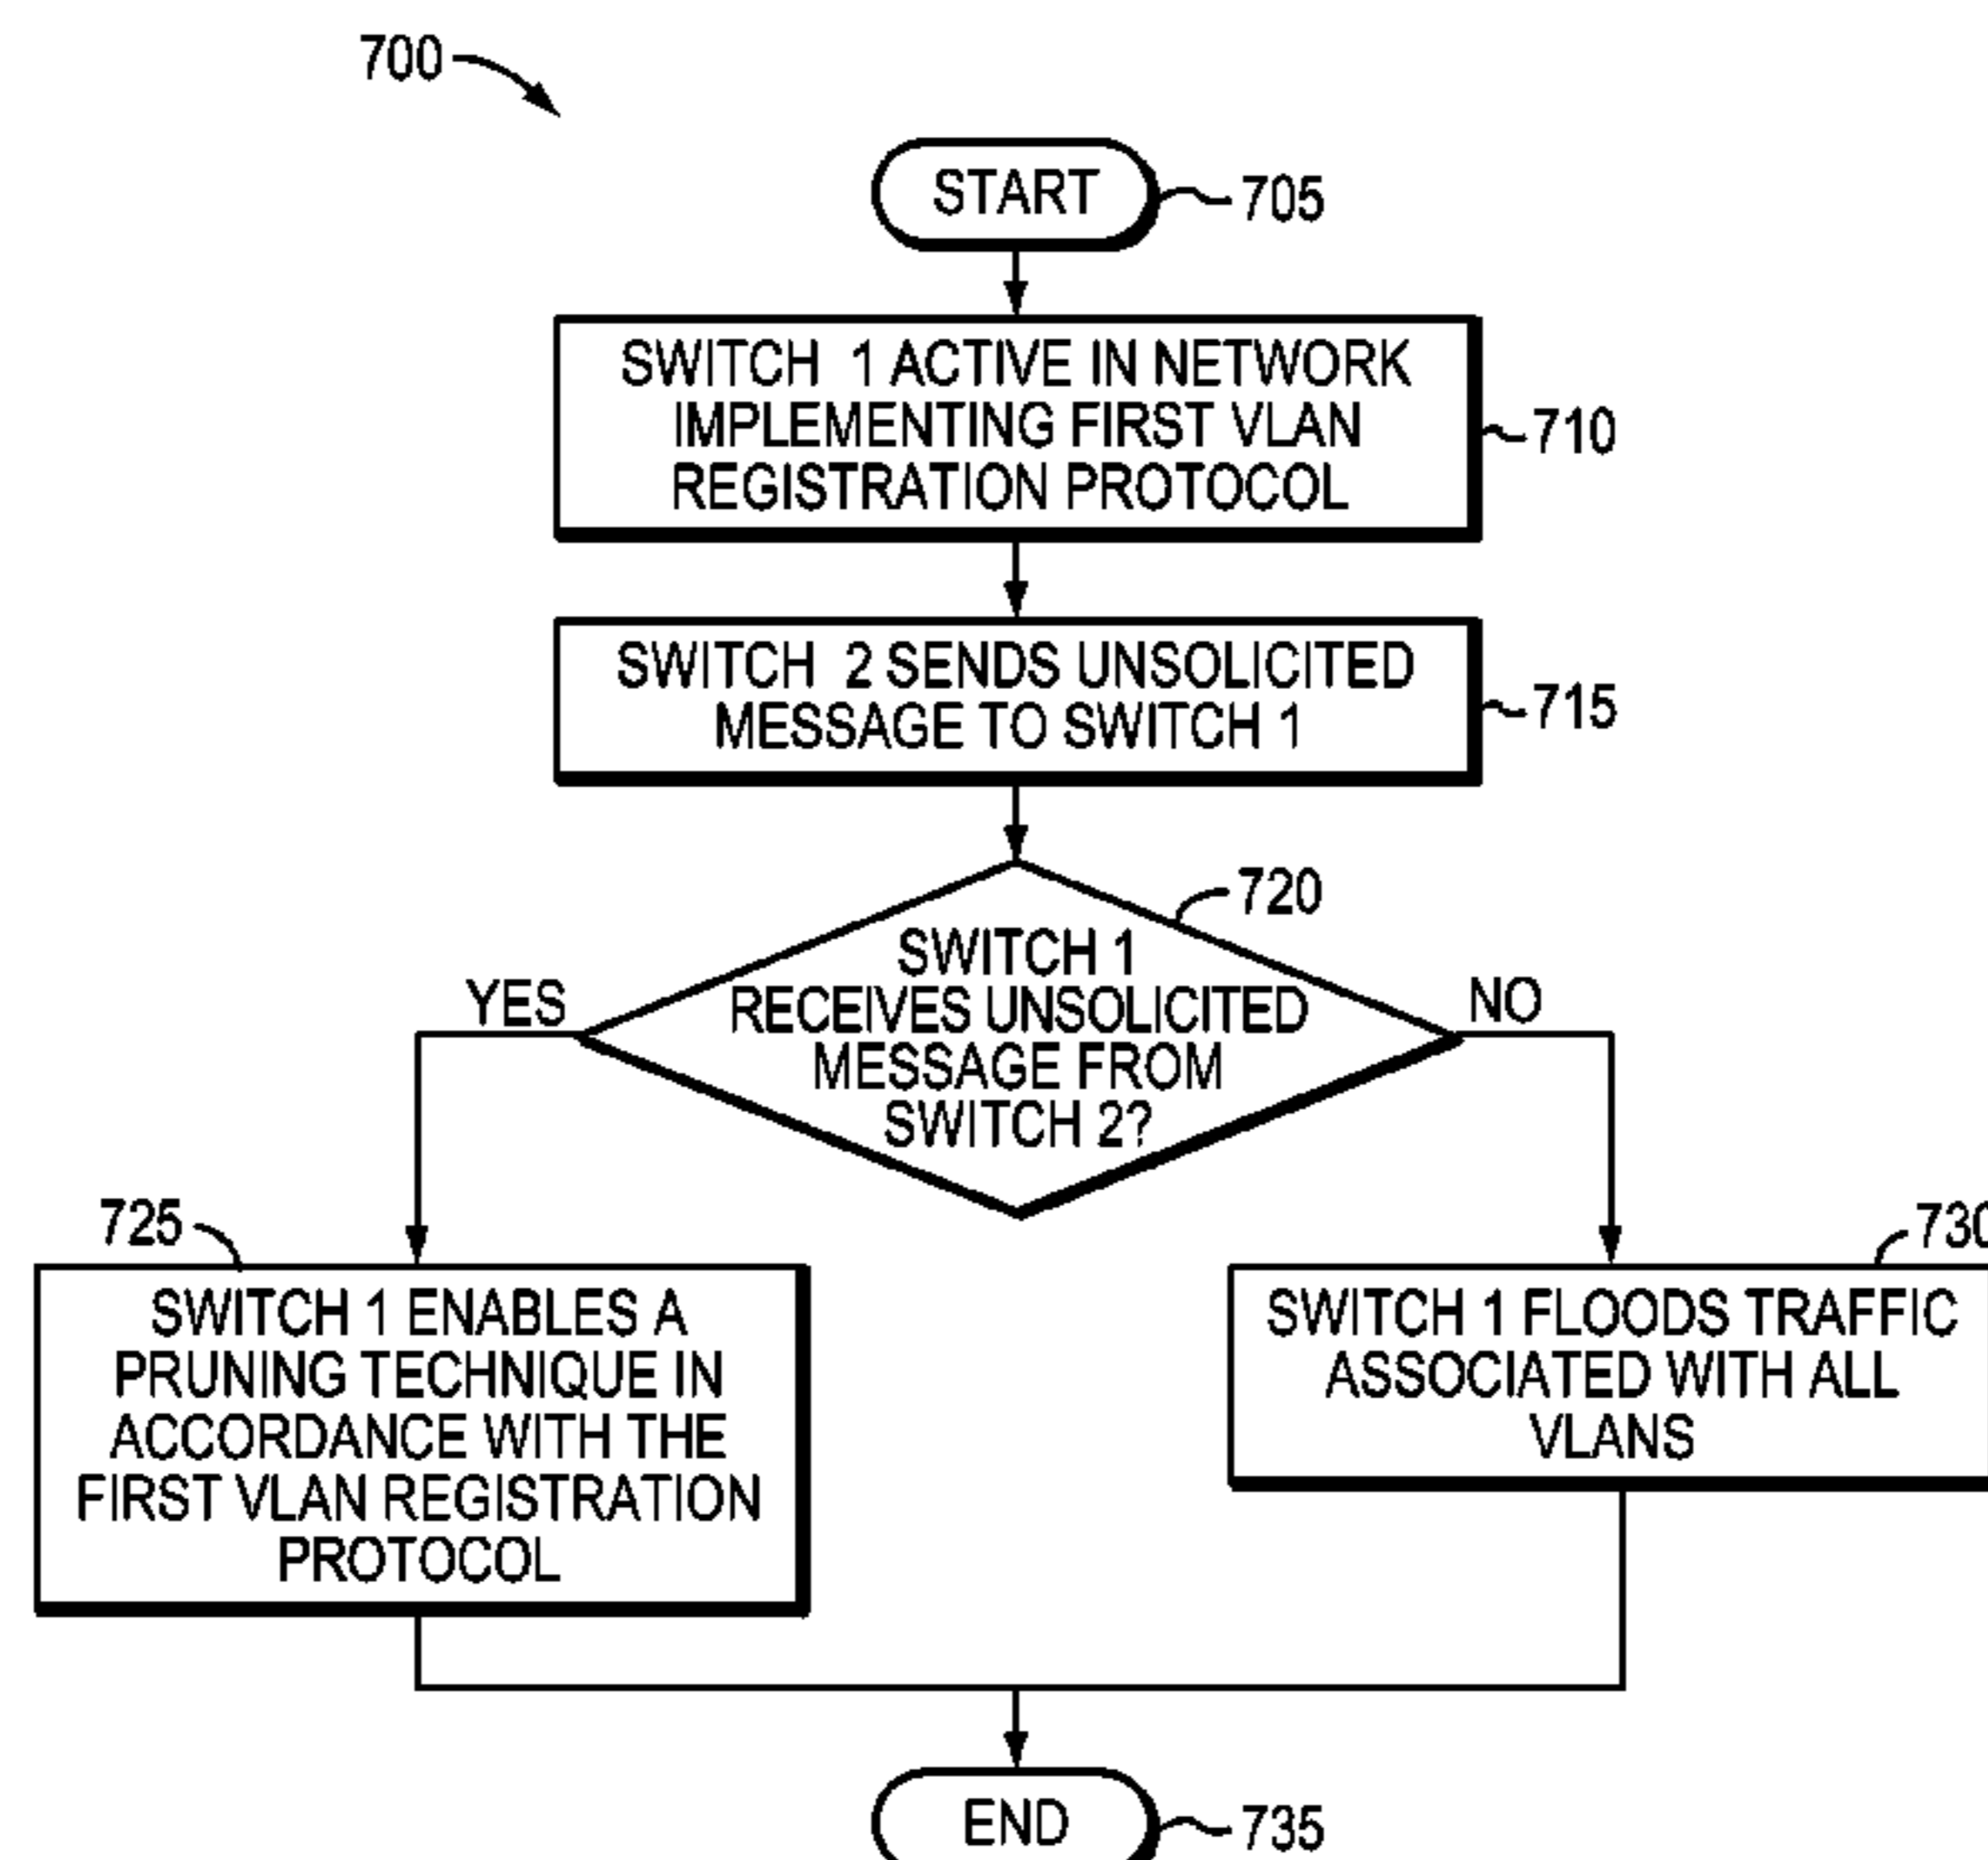 700
START
705
SWITCH 1 ACTIVE IN NETWORK
IMPLEMENTING FIRST VLAN
REGISTRATION PROTOCOL
710
SWITCH 2 SENDS UNSOLICITED
MESSAGE TO SWITCH 1
715
720
SWITCH 1
RECEIVES UNSOLICITED
MESSAGE FROM
SWITCH 2?
YES
NO
725
SWITCH 1 ENABLES A
PRUNING TECHNIQUE IN
ACCORDANCE WITH THE
FIRST VLAN REGISTRATION
PROTOCOL
730
SWITCH 1 FLOODS TRAFFIC
ASSOCIATED WITH ALL
VLANS
END
735